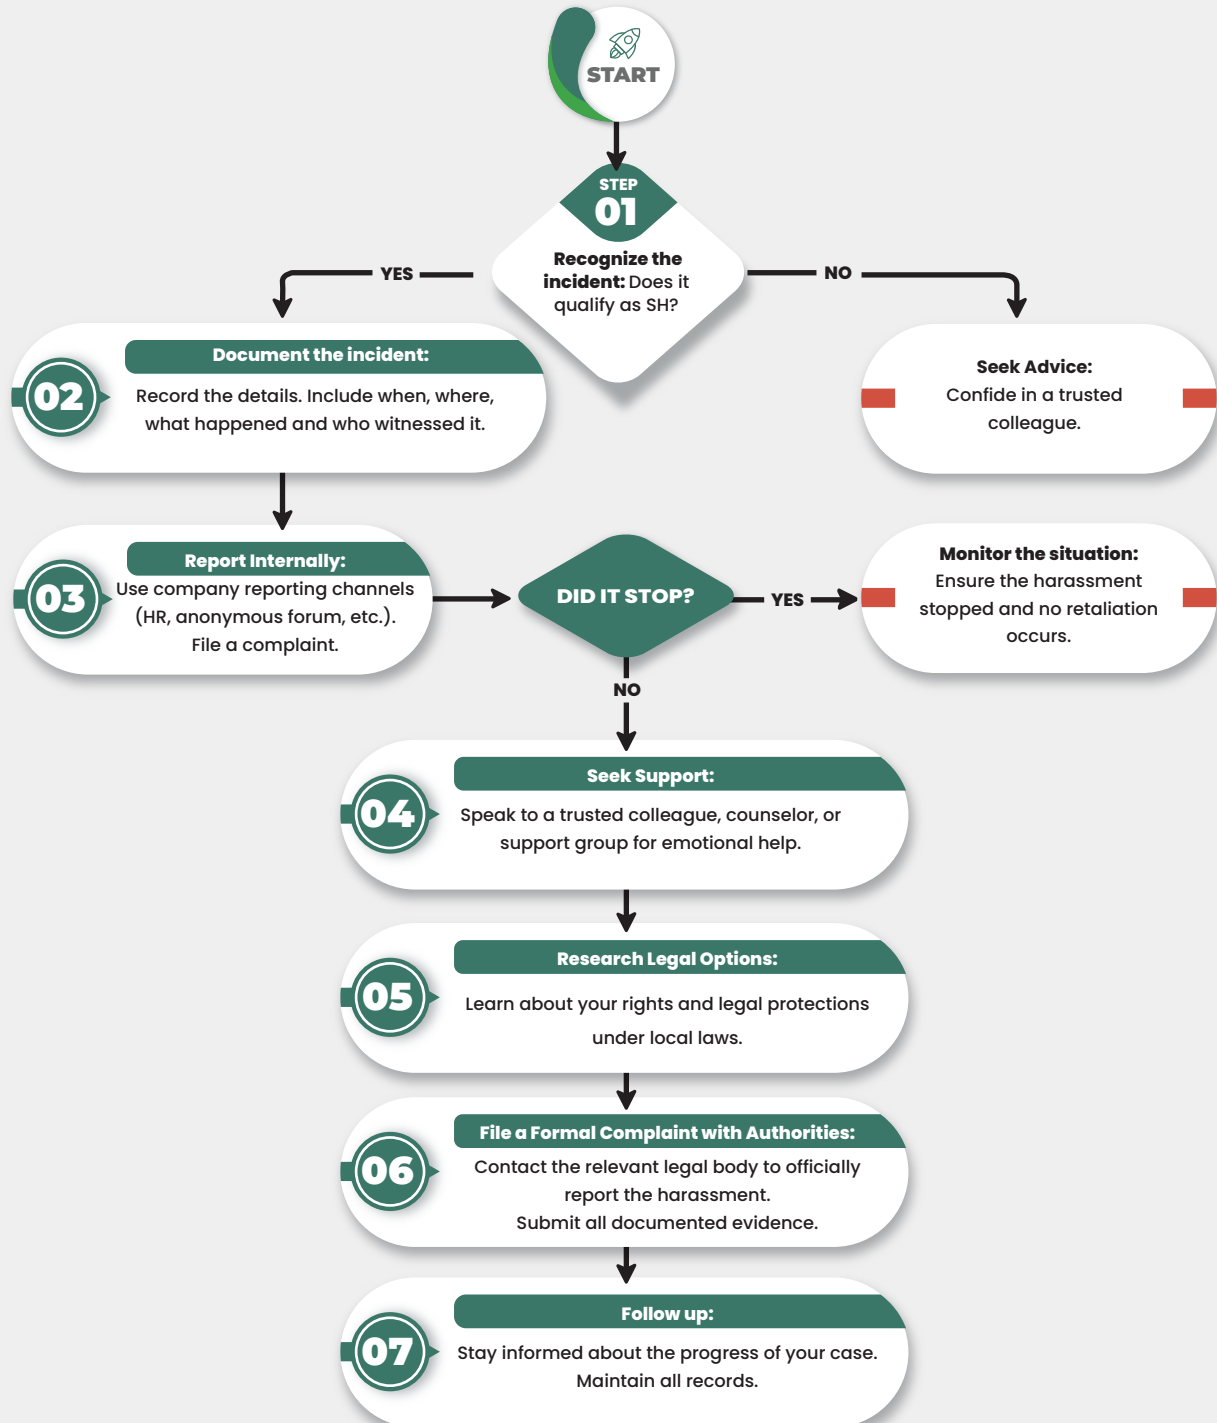 START
STEP
01
Recognize the
incident: Does it
qualify as SH?
YES
NO
02
Document the incident:
Record the details. Include when, where,
what happened and who witnessed it.
Seek Advice:
Confide in a trusted
colleague.
03
Report Internally:
Use company reporting channels
(HR, anonymous forum, etc.).
File a complaint.
DID IT STOP?
YES
Monitor the situation:
Ensure the harassment
stopped and no retaliation
occurs.
NO
04
Seek Support:
Speak to a trusted colleague, counselor, or
support group for emotional help.
05
Research Legal Options:
Learn about your rights and legal protections
under local laws.
06
File a Formal Complaint with Authorities:
Contact the relevant legal body to officially
report the harassment.
Submit all documented evidence.
07
Follow up:
Stay informed about the progress of your case.
Maintain all records.